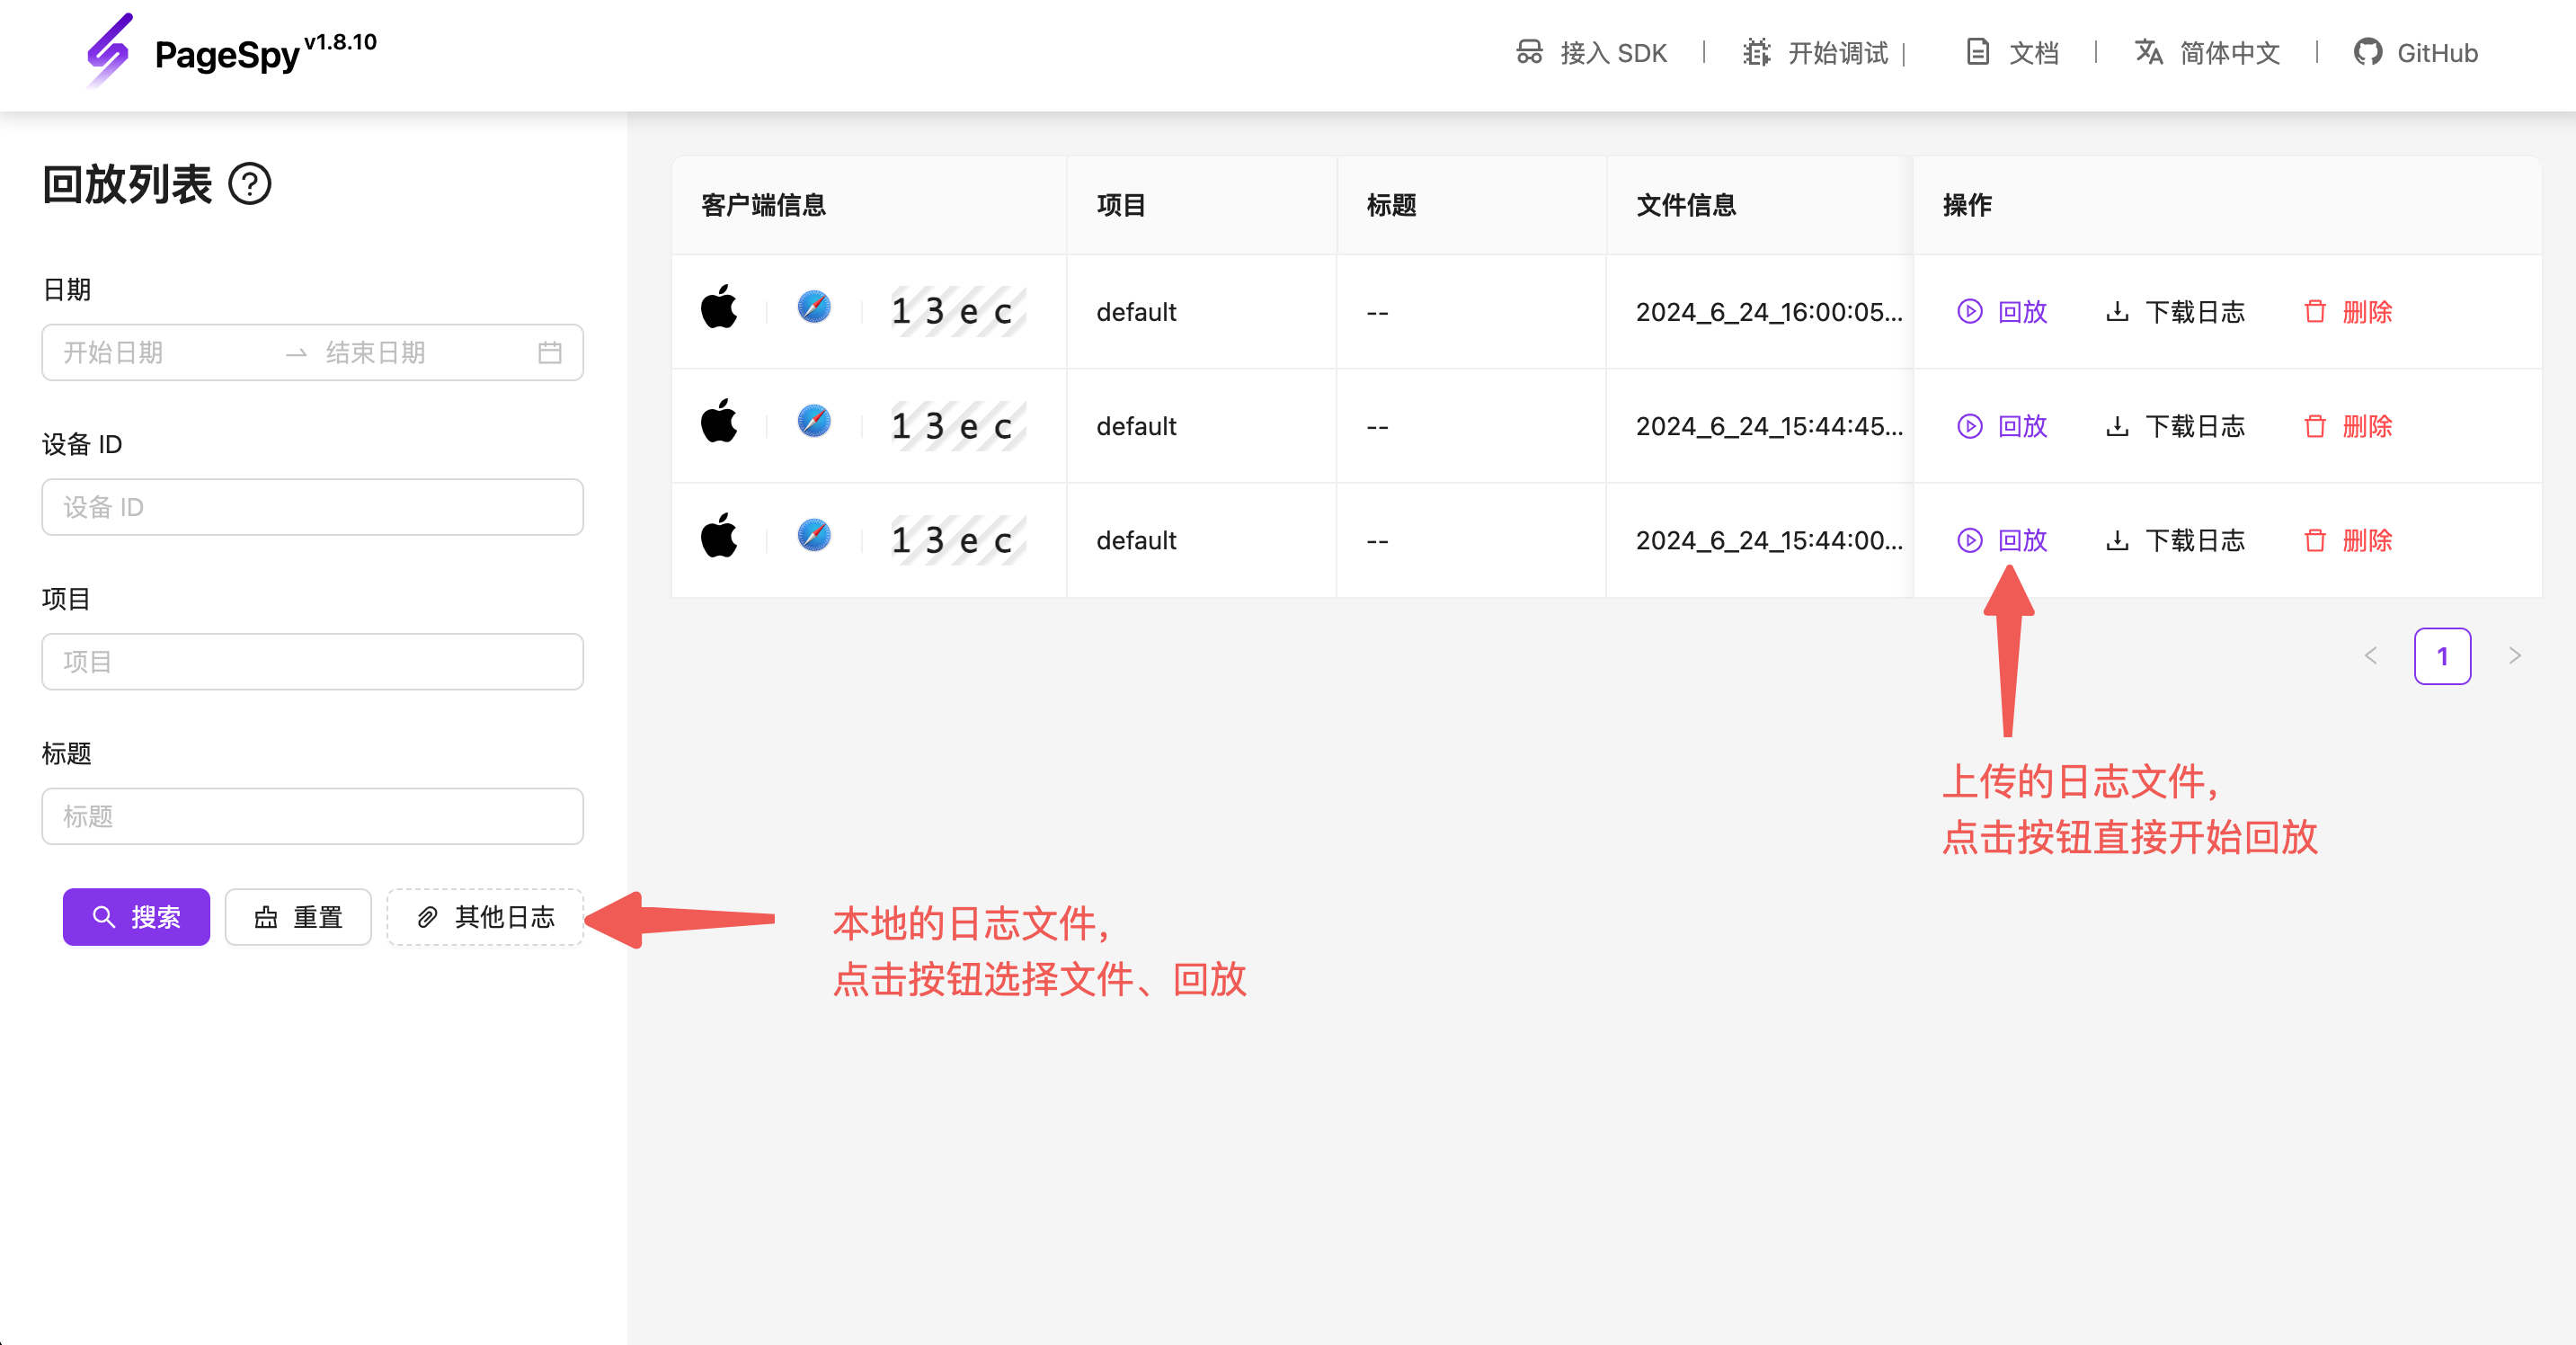 PageSpy v1.8.10
接入 SDK | 开始调试 | 文档 | 简体中文 | GitHub
回放列表 ?
日期
开始日期 → 结束日期
设备 ID
设备 ID
项目
项目
标题
标题
搜索 重置 其他日志
客户端信息 项目 标题 文件信息 操作
13ec default -- 2024_6_24_16:00:05... 回放 下载日志 删除
13ec default -- 2024_6_24_15:44:45... 回放 下载日志 删除
13ec default -- 2024_6_24_15:44:00... 回放 下载日志 删除
< 1 >
上传的日志文件，
点击按钮直接开始回放
本地的日志文件，
点击按钮选择文件、回放